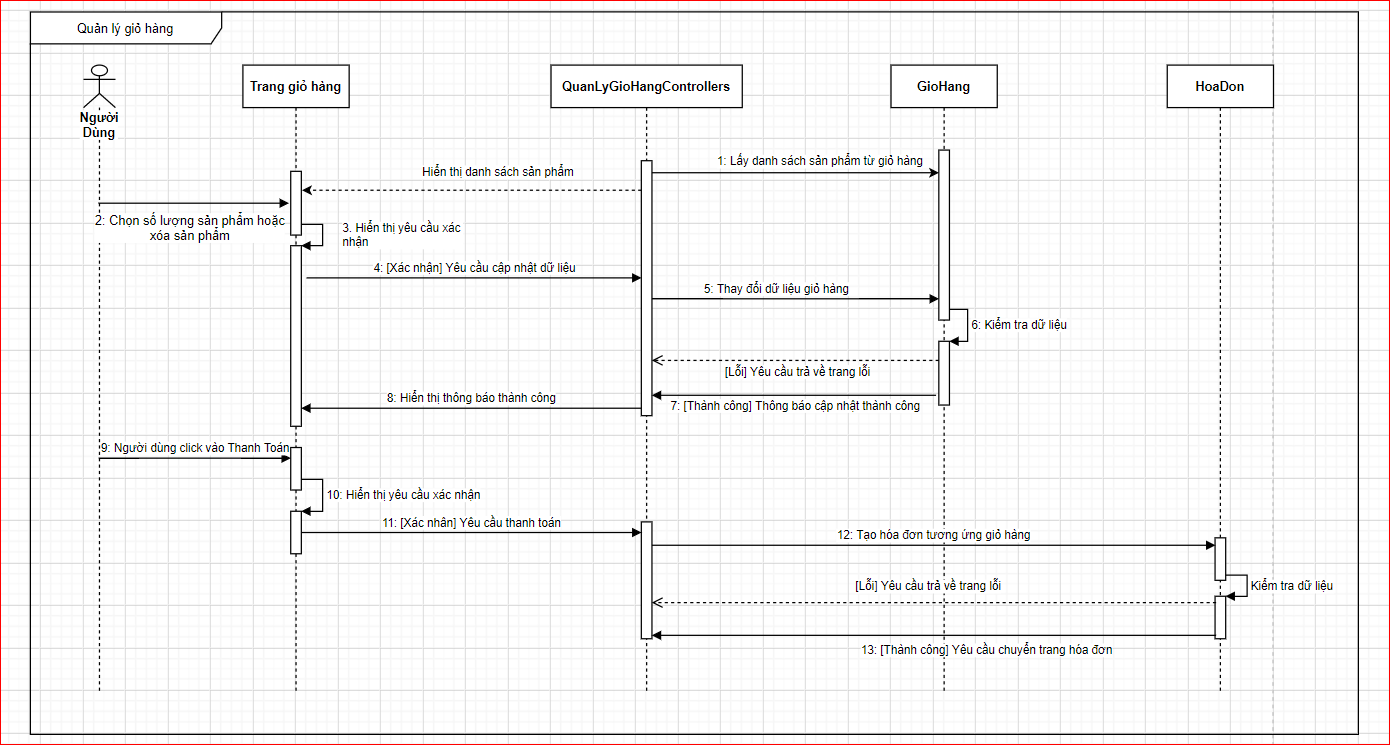 Quản lý giỏ hàng
Trang giỏ hàng
QuanLyGioHangControllers
GioHang
HoaDon
Người
Dùng
1: Lấy danh sách sản phẩm từ giỏ hàng
Hiển thị danh sách sản phẩm
2: Chọn số lượng sản phẩm hoặc
xóa sản phẩm
3. Hiển thị yêu cầu xác
nhận
4: [Xác nhận] Yêu cầu cập nhật dữ liệu
5: Thay đổi dữ liệu giỏ hàng
6: Kiểm tra dữ liệu
[Lỗi] Yêu cầu trả về trang lỗi
8: Hiển thị thông báo thành công
7: [Thành công] Thông báo cập nhật thành công
9: Người dùng click vào Thanh Toán
10: Hiển thị yêu cầu xác nhận
11: [Xác nhân] Yêu cầu thanh toán
12: Tạo hóa đơn tương ứng giỏ hàng
[Lỗi] Yêu cầu trả về trang lỗi
Kiểm tra dữ liệu
13: [Thành công] Yêu cầu chuyển trang hóa đơn